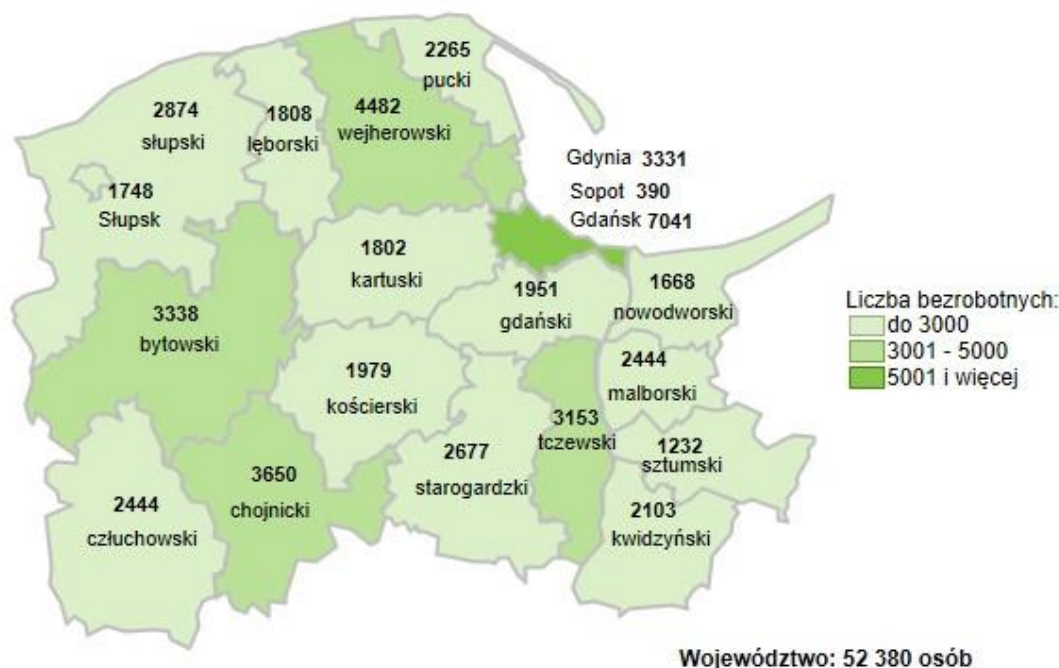 2265
pucki
2874
słupski
1808
lęborski
4482
wejherowski
Gdynia 3331
Sopot 390
Gdańsk 7041
1748
Słupsk
1802
kartuski
1951
gdański
1668
nowodworski
3338
bytowski
1979
kościerski
2444
malborski
3153
tczewski
1232
sztumski
2677
starogardzki
3650
chojnicki
2444
człuchowski
2103
kwidzyński
Liczba bezrobotnych:
do 3000
3001 - 5000
5001 i więcej
Województwo: 52 380 osób